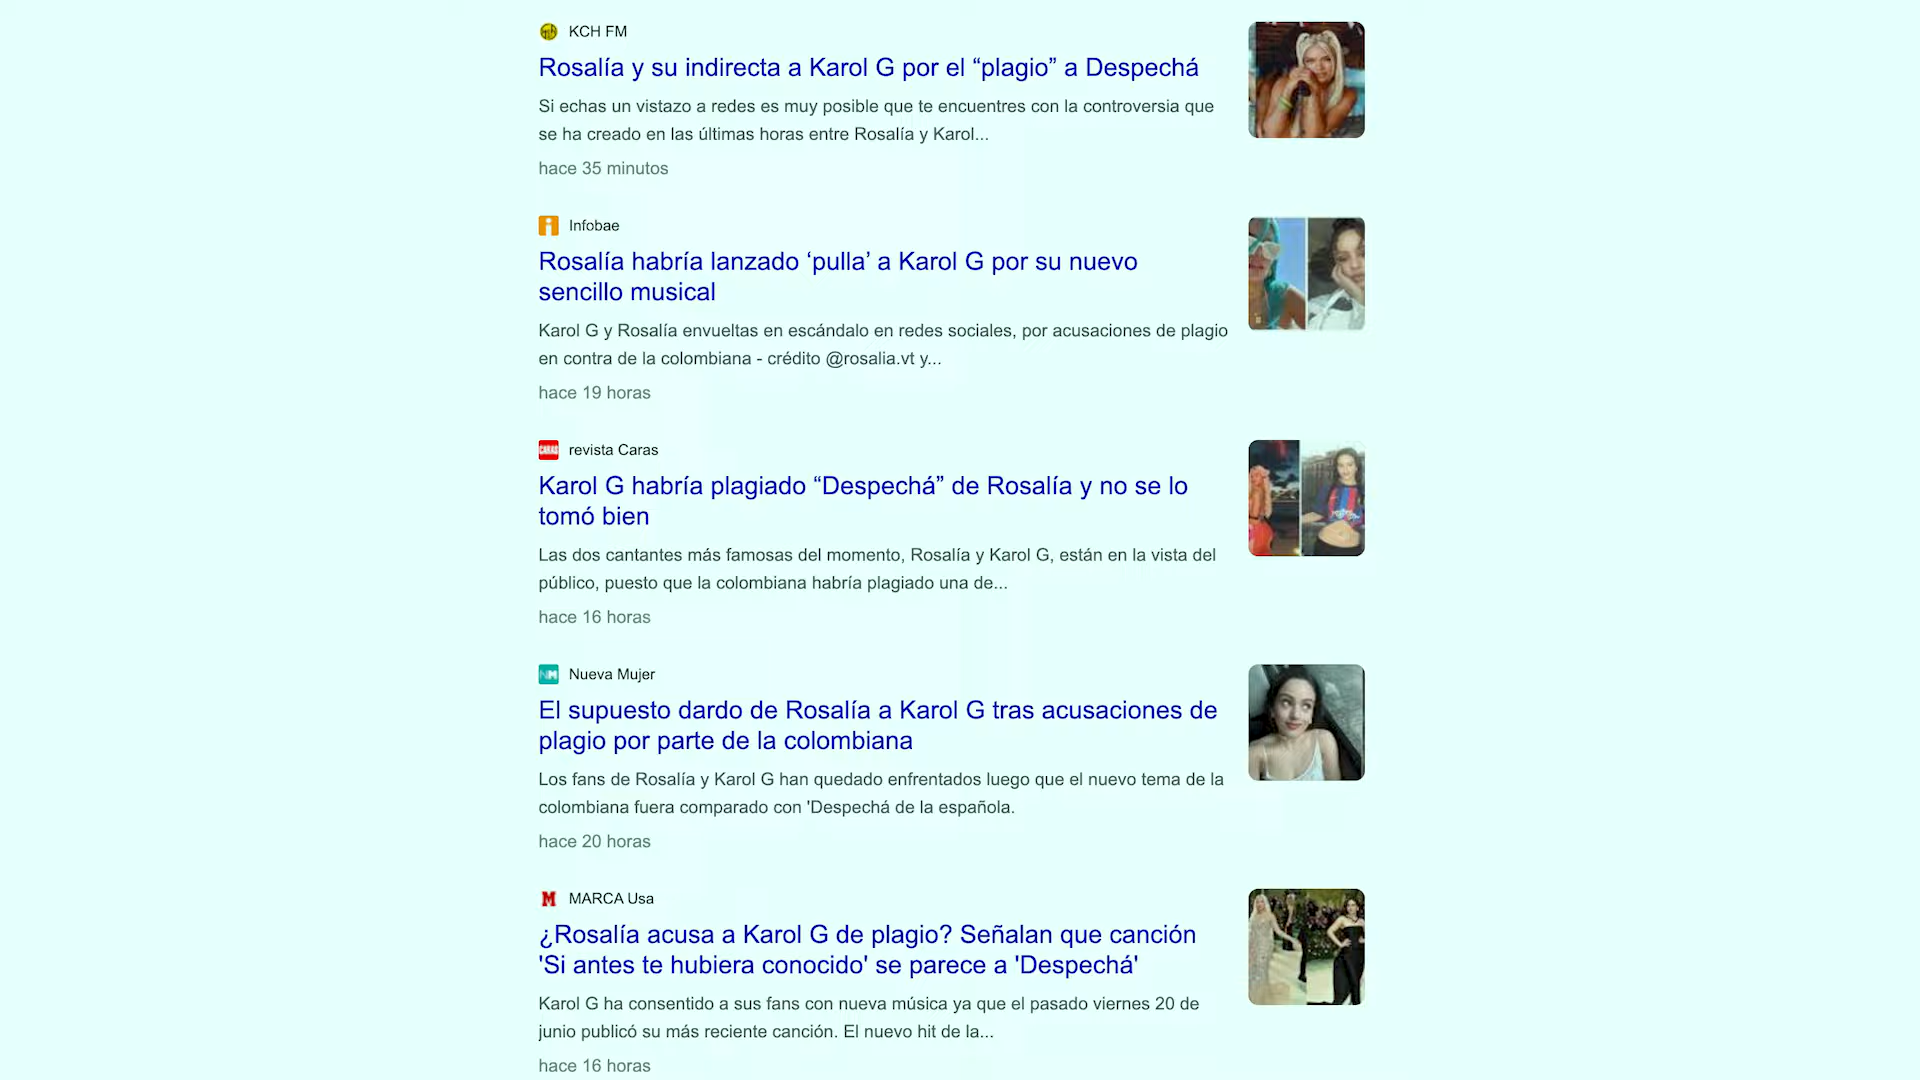 KCH FM
Rosalía y su indirecta a Karol G por el “plagio” a Despechá
Si echas un vistazo a redes es muy posible que te encuentres con la controversia que
se ha creado en las últimas horas entre Rosalía y Karol...
hace 35 minutos
Infobae
Rosalía habría lanzado ‘pulla’ a Karol G por su nuevo
sencillo musical
Karol G y Rosalía envueltas en escándalo en redes sociales, por acusaciones de plagio
en contra de la colombiana - crédito @rosalia.vt y...
hace 19 horas
CARAS
revista Caras
Karol G habría plagiado “Despechá” de Rosalía y no se lo
tomó bien
Las dos cantantes más famosas del momento, Rosalía y Karol G, están en la vista del
público, puesto que la colombiana habría plagiado una de...
hace 16 horas
NM
Nueva Mujer
El supuesto dardo de Rosalía a Karol G tras acusaciones de
plagio por parte de la colombiana
Los fans de Rosalía y Karol G han quedado enfrentados luego que el nuevo tema de la
colombiana fuera comparado con 'Despechá de la española.
hace 20 horas
M
MARCA Usa
¿Rosalía acusa a Karol G de plagio? Señalan que canción
'Si antes te hubiera conocido' se parece a 'Despechá'
Karol G ha consentido a sus fans con nueva música ya que el pasado viernes 20 de
junio publicó su más reciente canción. El nuevo hit de la...
hace 16 horas